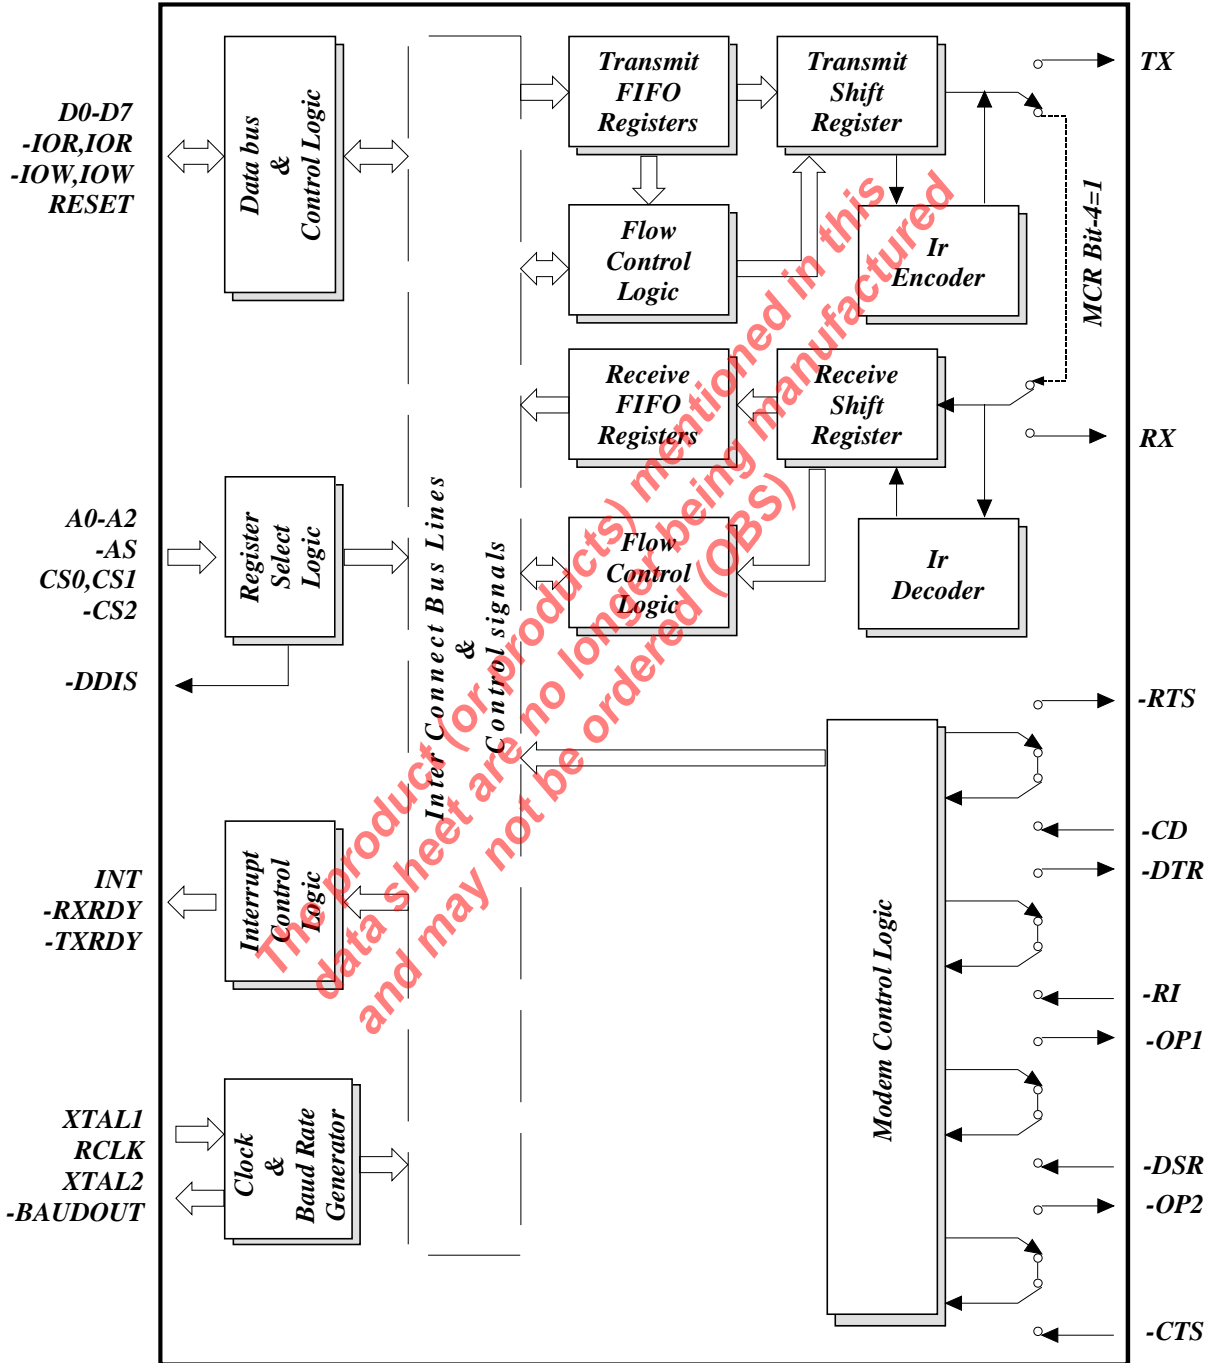 D0-D7
-IOR,IOR
-IOW,IOW
RESET
Data bus
&
Control Logic
A0-A2
-AS
CS0,CS1
-CS2
Register
Select
Logic
-DDIS
INT
-RXRDY
-TXRDY
Interrupt
Control
Logic
XTAL1
RCLK
XTAL2
-BAUDOUT
Clock
&
Baud Rate
Generator
Inter Connect Bus Lines
&
Control signals
Transmit
FIFO
Registers
Transmit
Shift
Register
Flow
Control
Logic
Ir
Encoder
Receive
FIFO
Registers
Receive
Shift
Register
Flow
Control
Logic
Ir
Decoder
TX
MCR Bit-4=1
RX
Modem Control Logic
-RTS
-CD
-DTR
-RI
-OP1
-DSR
-OP2
-CTS
The product (or products) mentioned in this
data sheet are no longer being manufactured
and may not be ordered (OBS)